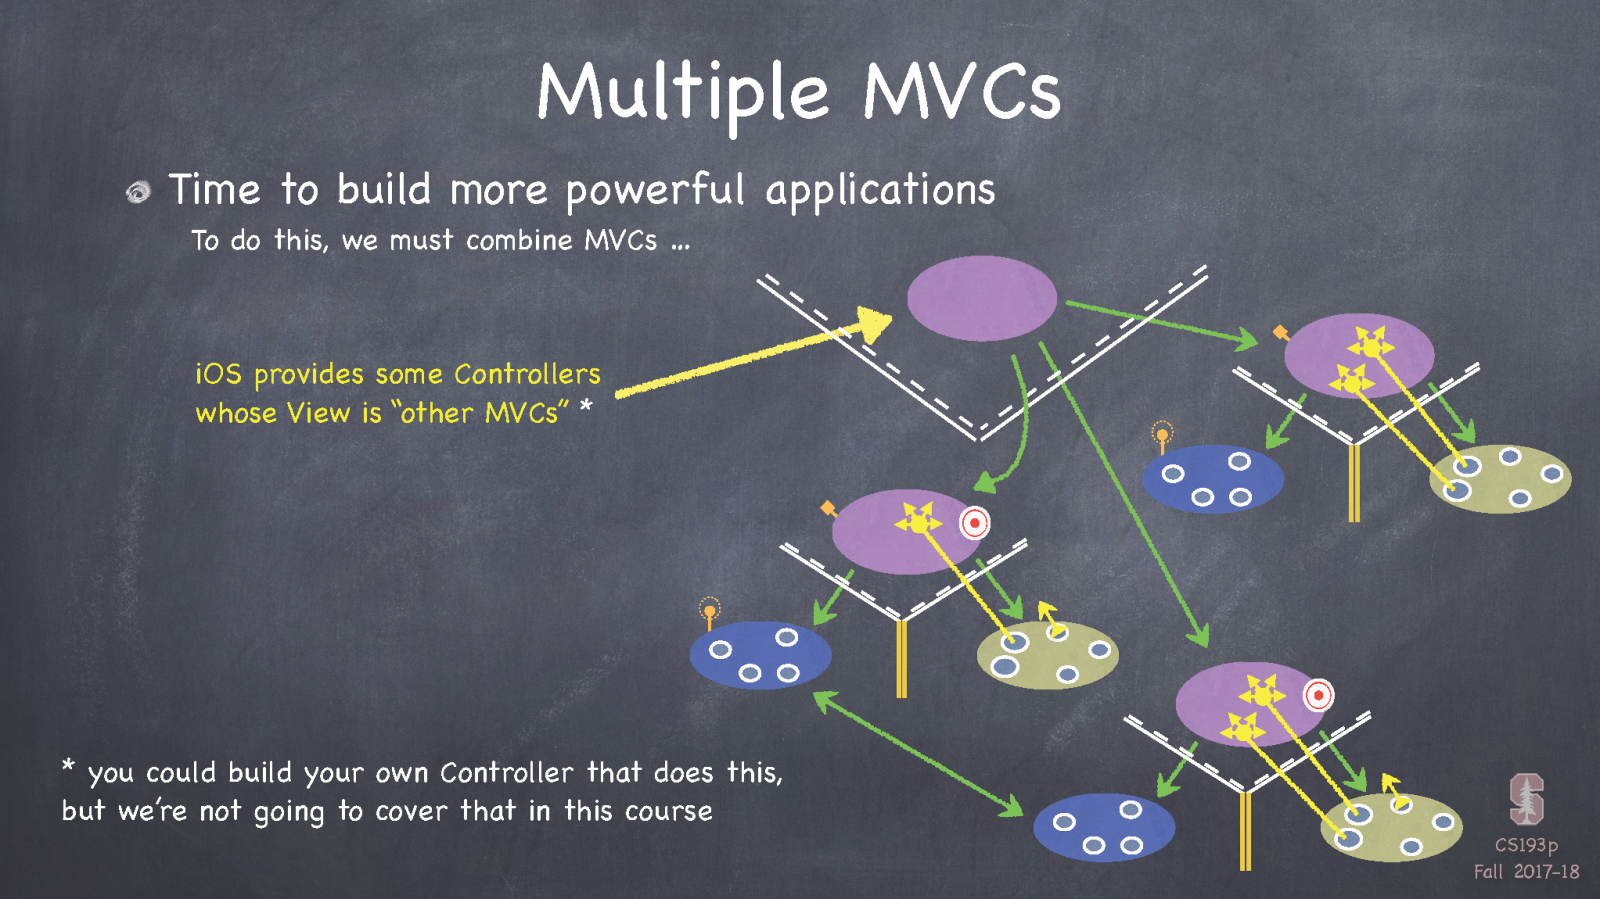 Multiple MVCs
Time to build more powerful applications
To do this, we must combine MVCs ...
iOS provides some Controllers
whose View is “other MVCs” *
* you could build your own Controller that does this,
but we’re not going to cover that in this course
S
CS193p
Fall 2017-18